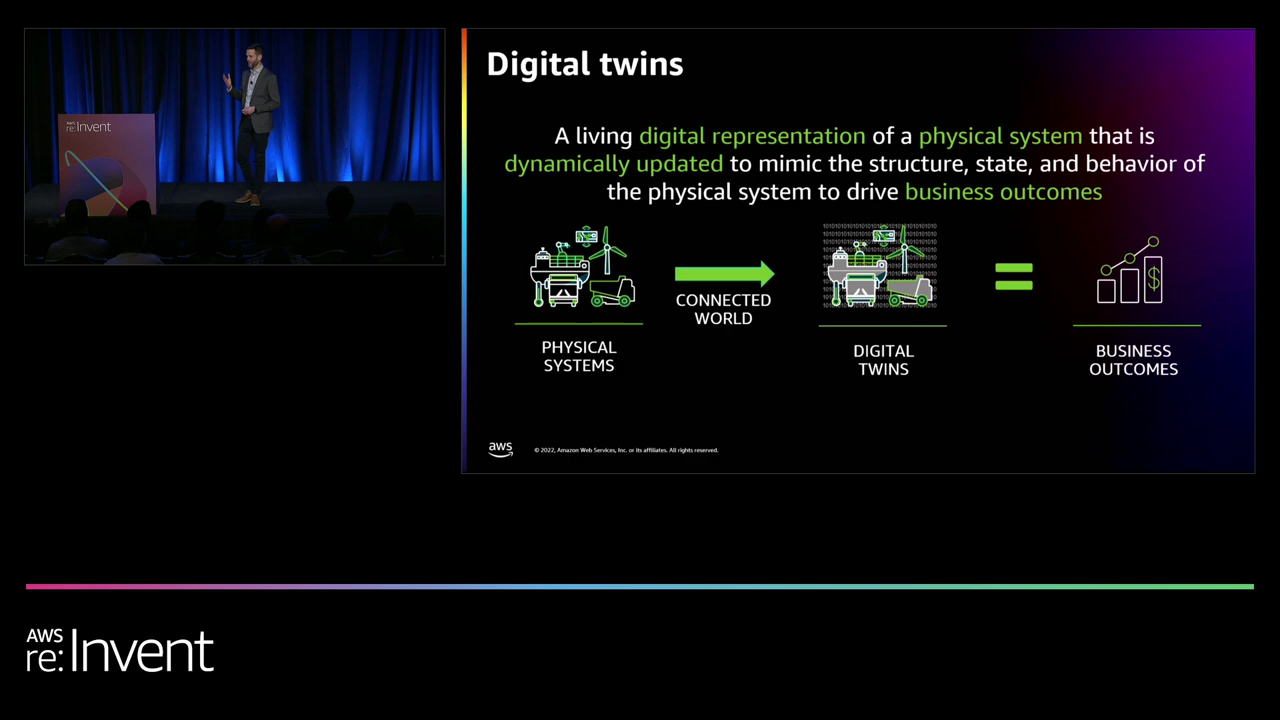 aws
re:Invent
Digital twins
A living digital representation of a physical system that is
dynamically updated to mimic the structure, state, and behavior of
the physical system to drive business outcomes
CONNECTED
WORLD
PHYSICAL
SYSTEMS
DIGITAL
TWINS
$
BUSINESS
OUTCOMES
aws
© 2022, Amazon Web Services, Inc. or its affiliates. All rights reserved.
AWS
re:Invent